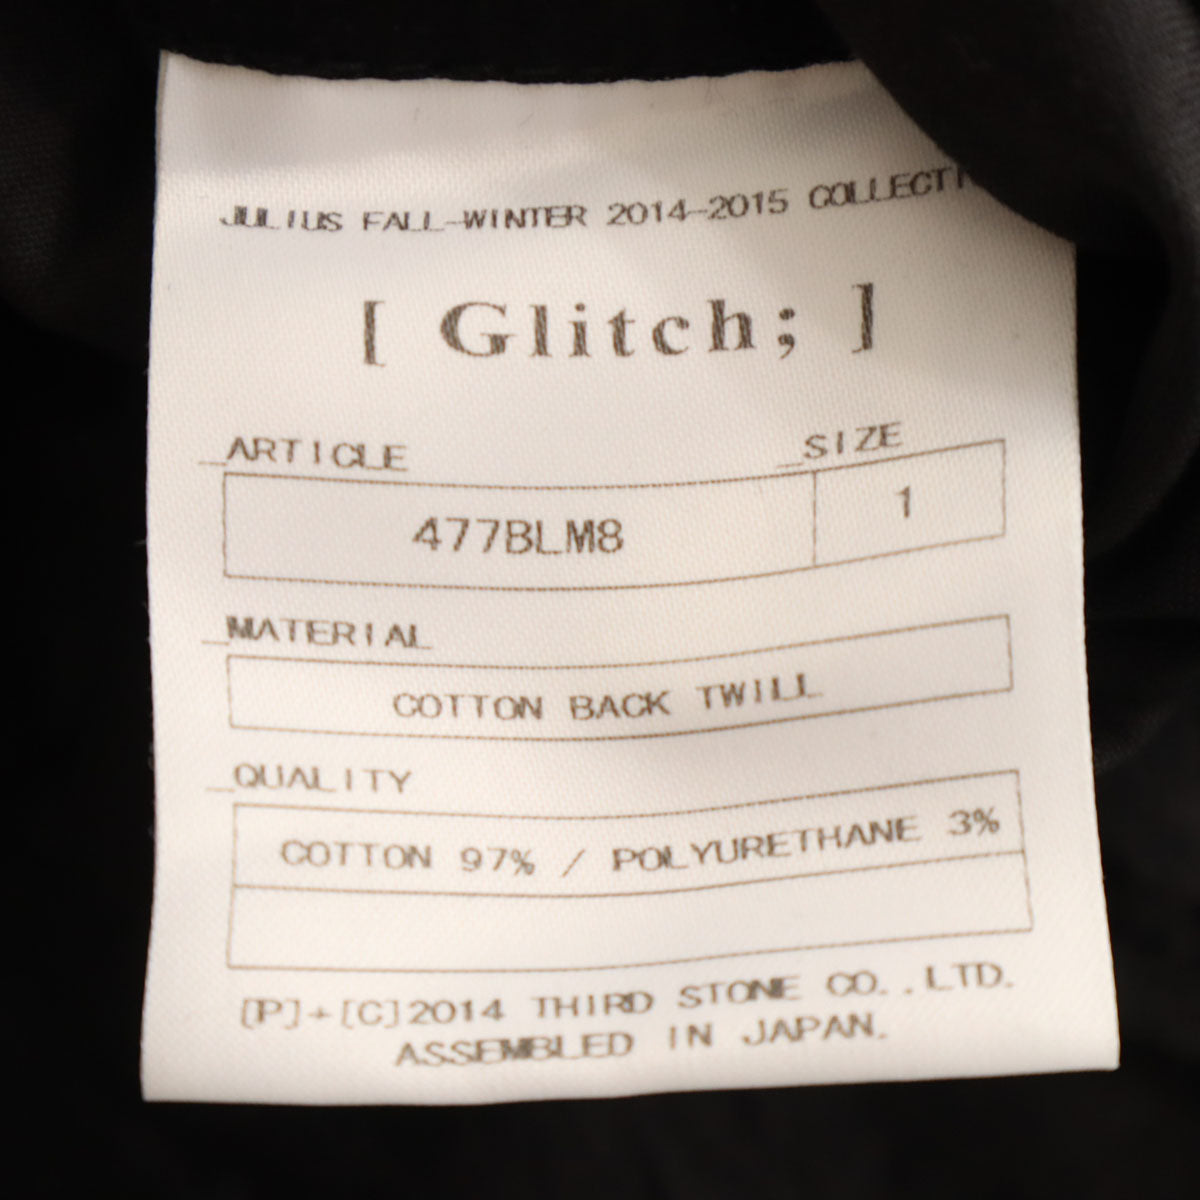 JULIUS FALL-WINTER 2014-2015
[ Glitch; ]
_ARTICLE _SIZE
477BLM8 1
_MATERIAL
COTTON BACK TWILL
_QUALITY
COTTON 97% / POLYURETHANE 3%
[P]+[C]2014 THIRD STONE CO.,LTD.
ASSEMBLED IN JAPAN.